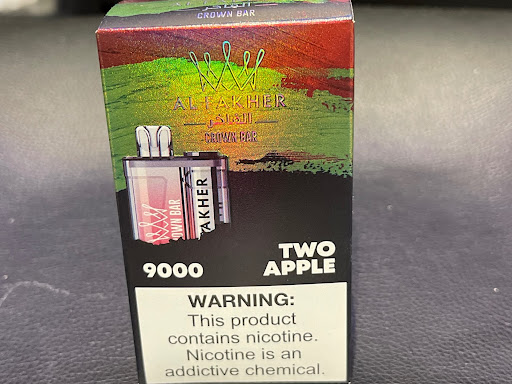 CROWN BAR
AL FAKHER
الفاخر
CROWN BAR
CROWN BAR
AKHER
9000
TWO
APPLE
WARNING:
This product
contains nicotine.
Nicotine is an
addictive chemical.